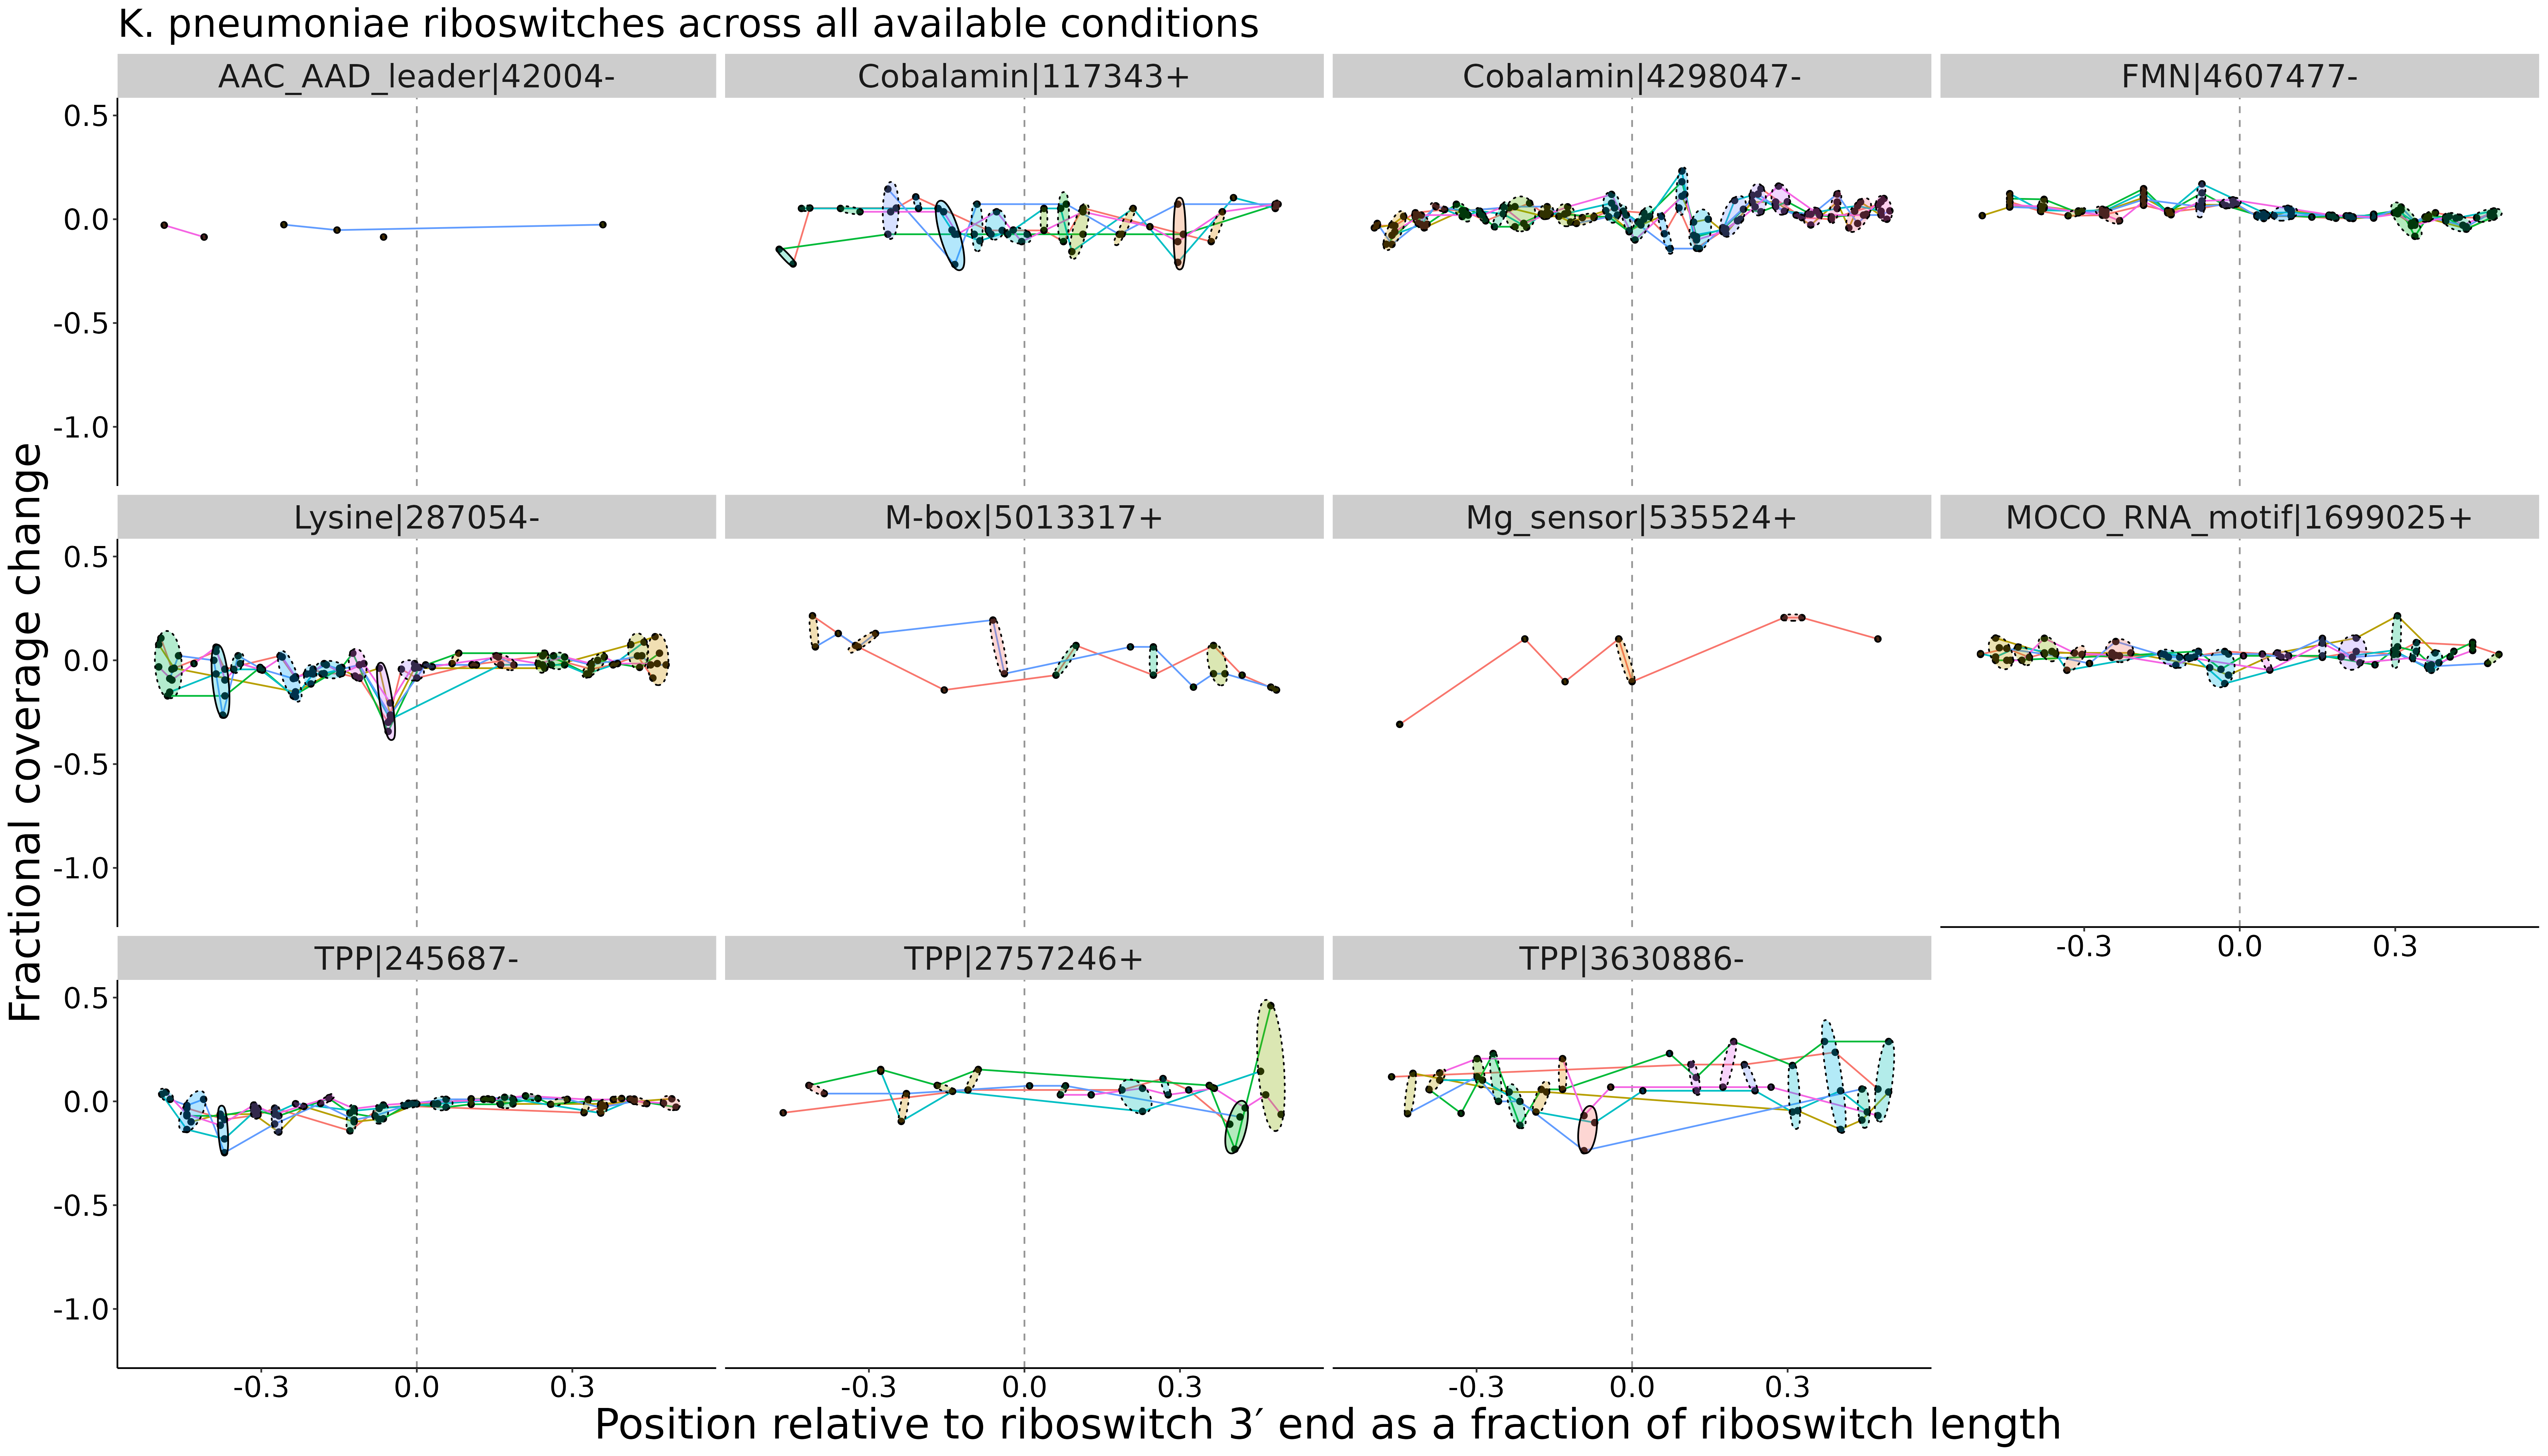 K. pneumoniae riboswitches across all available conditions
AAC_AAD_leader|42004-
Cobalamin|117343+
Cobalamin|4298047-
FMN|4607477-
0.5
0.0
-0.5
-1.0
Lysine|287054-
M-box|5013317+
Mg_sensor|535524+
MOCO_RNA_motif|1699025+
0.5
0.0
-0.5
-1.0
-0.3 0.0 0.3
TPP|245687-
TPP|2757246+
TPP|3630886-
0.5
0.0
-0.5
-1.0
-0.3 0.0 0.3
-0.3 0.0 0.3
-0.3 0.0 0.3
Fractional coverage change
Position relative to riboswitch 3′ end as a fraction of riboswitch length